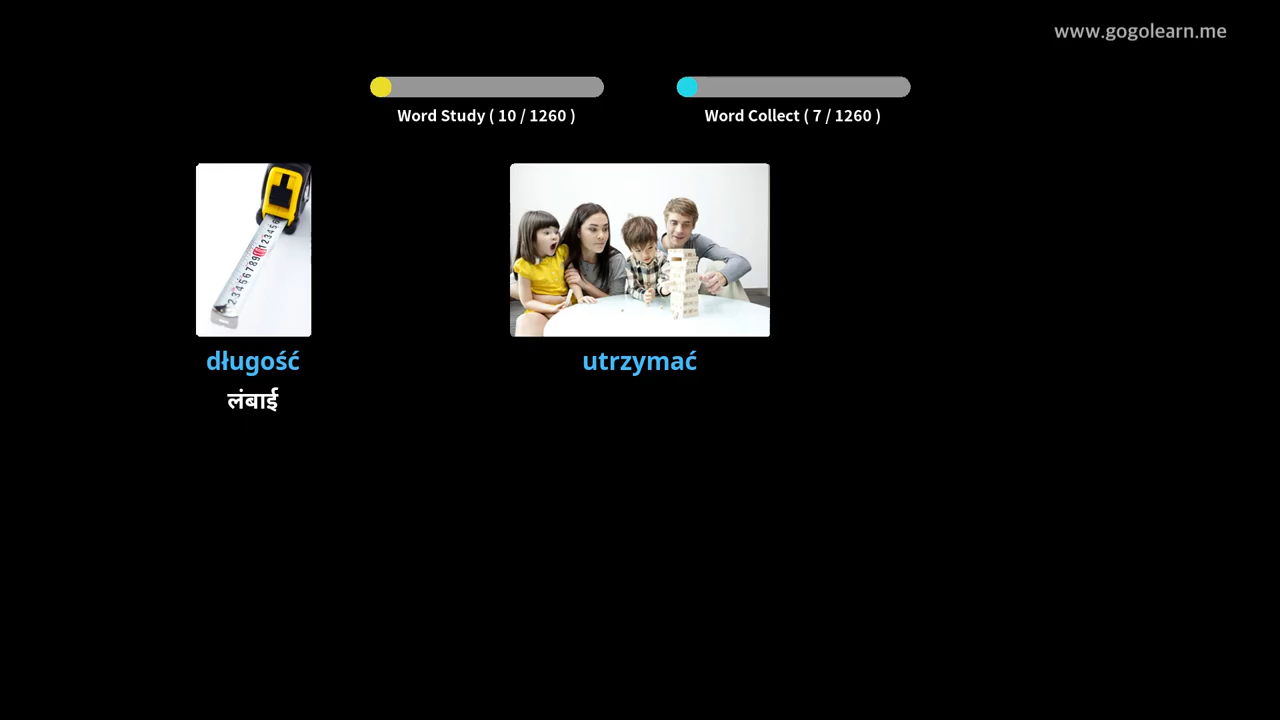 www.gogolearn.me
Word Study ( 10 / 1260 )
Word Collect ( 7 / 1260 )
długość
लंबाई
utrzymać